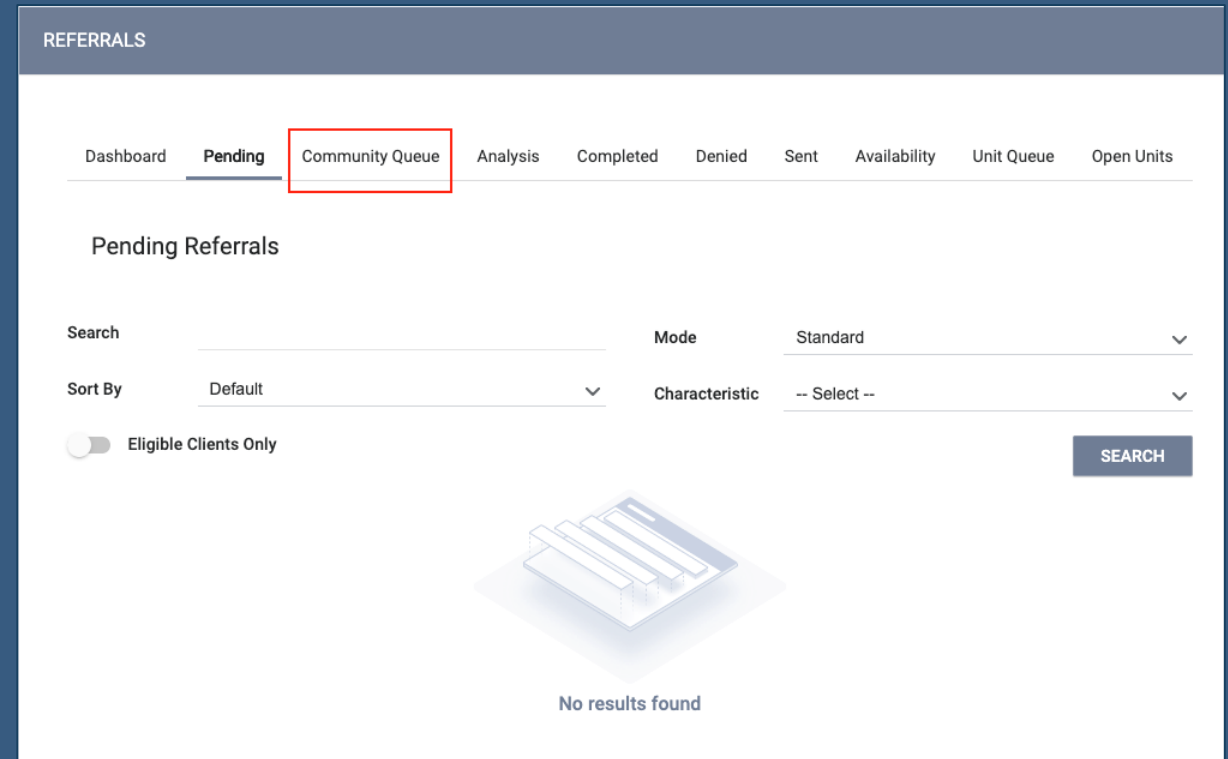 REFERRALS
Dashboard Pending Community Queue Analysis Completed Denied Sent Availability Unit Queue Open Units
Pending Referrals
Search
Mode Standard
Sort By Default
Characteristic -- Select --
Eligible Clients Only
SEARCH
No results found